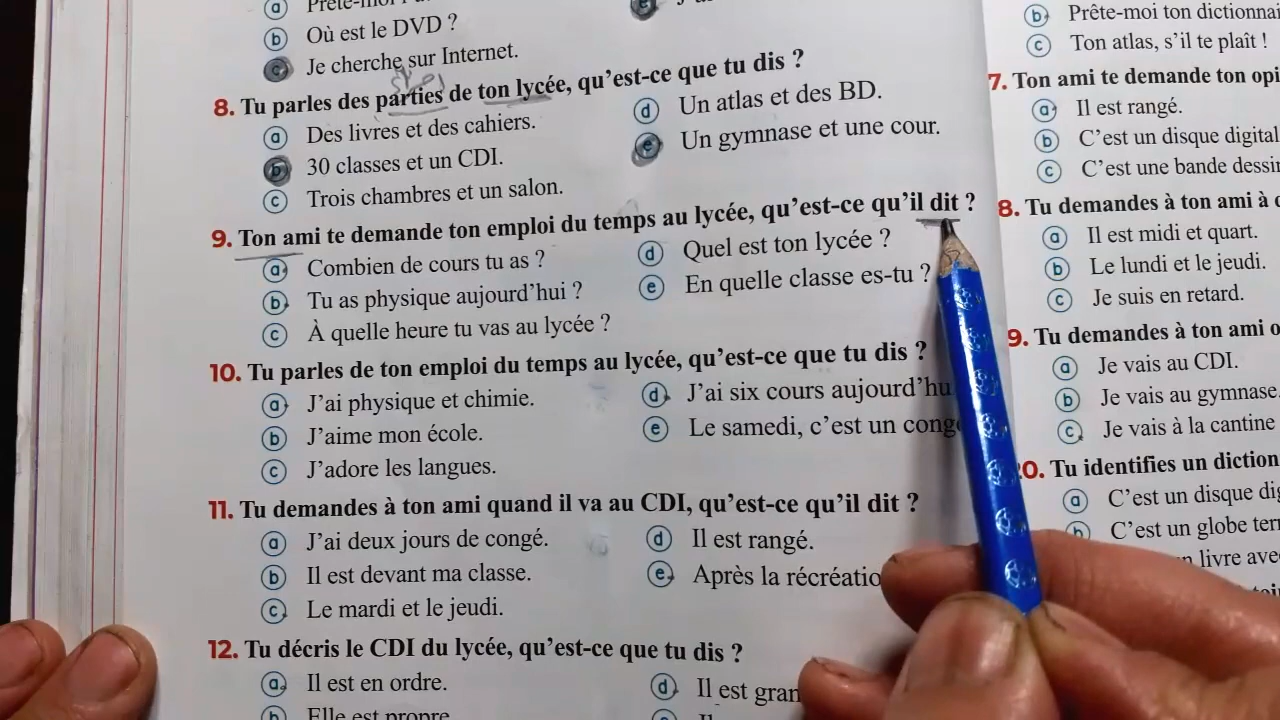 b Où est le DVD ?
c Je cherche sur Internet.
8. Tu parles des parties de ton lycée, qu'est-ce que tu dis ?
a Des livres et des cahiers.
b 30 classes et un CDI.
c Trois chambres et un salon.
d Un atlas et des BD.
e Un gymnase et une cour.
9. Ton ami te demande ton emploi du temps au lycée, qu'est-ce qu'il dit ?
a Combien de cours tu as ?
b Tu as physique aujourd'hui ?
c À quelle heure tu vas au lycée ?
d Quel est ton lycée ?
e En quelle classe es-tu ?
10. Tu parles de ton emploi du temps au lycée, qu'est-ce que tu dis ?
a J'ai physique et chimie.
b J'aime mon école.
c J'adore les langues.
d J'ai six cours aujourd'hu
e Le samedi, c'est un cong
11. Tu demandes à ton ami quand il va au CDI, qu'est-ce qu'il dit ?
a J'ai deux jours de congé.
b Il est devant ma classe.
c Le mardi et le jeudi.
d Il est rangé.
e Après la récréatio
12. Tu décris le CDI du lycée, qu'est-ce que tu dis ?
a Il est en ordre.
b Elle est propre
d Il est gran
b Prête-moi ton dictionnai
c Ton atlas, s'il te plaît !
7. Ton ami te demande ton opi
a Il est rangé.
b C'est un disque digital
c C'est une bande dessi
8. Tu demandes à ton ami à
a Il est midi et quart.
b Le lundi et le jeudi.
c Je suis en retard.
9. Tu demandes à ton ami o
a Je vais au CDI.
b Je vais au gymnase.
c Je vais à la cantine
0. Tu identifies un diction
a C'est un disque dig
b C'est un globe terr
livre ave